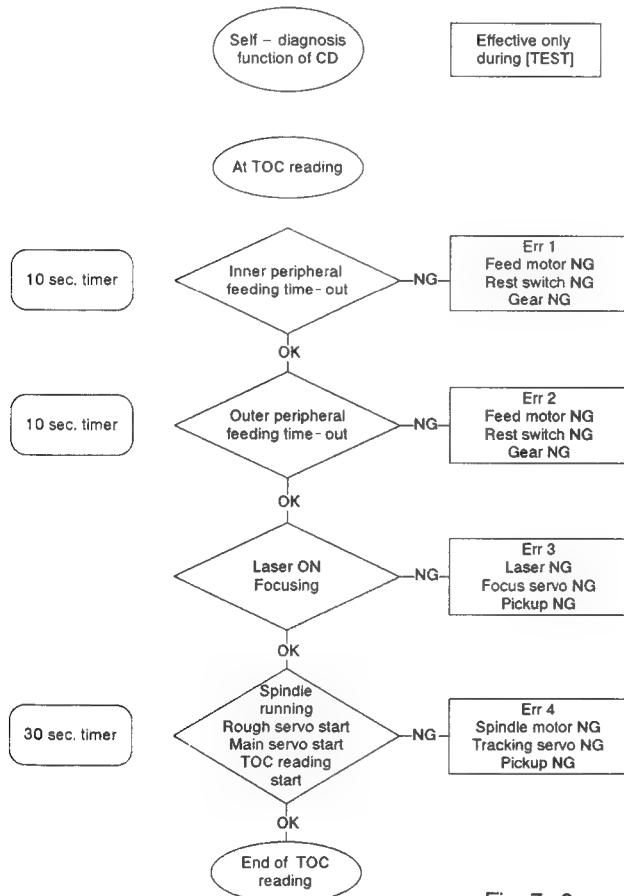 Self - diagnosis
function of CD
Effective only
during [TEST]
At TOC reading
10 sec. timer
Inner peripheral
feeding time - out
NG
Err 1
Feed motor NG
Rest switch NG
Gear NG
OK
10 sec. timer
Outer peripheral
feeding time - out
NG
Err 2
Feed motor NG
Rest switch NG
Gear NG
OK
Laser ON
Focusing
NG
Err 3
Laser NG
Focus servo NG
Pickup NG
OK
30 sec. timer
Spindle
running
Rough servo start
Main servo start
TOC reading
start
NG
Err 4
Spindle motor NG
Tracking servo NG
Pickup NG
OK
End of TOC
reading